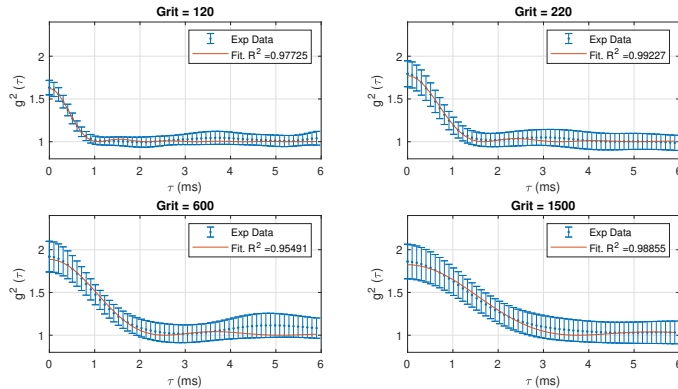 Grit = 120
2
1.5
1
g² (τ)
Exp Data
Fit. R² =0.97725
0 1 2 3 4 5 6
τ (ms)
Grit = 220
2
1.5
1
g² (τ)
Exp Data
Fit. R² =0.99227
0 1 2 3 4 5 6
τ (ms)
Grit = 600
2
1.5
1
g² (τ)
Exp Data
Fit. R² =0.95491
0 1 2 3 4 5 6
τ (ms)
Grit = 1500
2
1.5
1
g² (τ)
Exp Data
Fit. R² =0.98855
0 1 2 3 4 5 6
τ (ms)